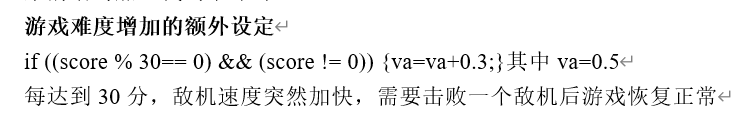 游戏难度增加的额外设定
if ((score % 30== 0) && (score != 0)) {va=va+0.3;}其中 va=0.5
每达到 30 分，敌机速度突然加快，需要击败一个敌机后游戏恢复正常